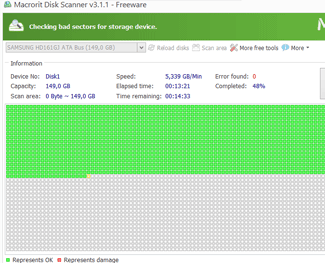 Macrorit Disk Scanner v3.1.1 - Freeware
Checking bad sectors for storage device.
SAMSUNG HD161GJ ATA Bus (149,0 GB) Reload disks Scan area More free tools More
Information
Device No: Disk1 Speed: 5,339 GB/Min Error found: 0
Capacity: 149,0 GB Elapsed time: 00:13:21 Completed: 48%
Scan area: 0 Byte ~ 149,0 GB Time remaining: 00:14:33
Represents OK Represents damage